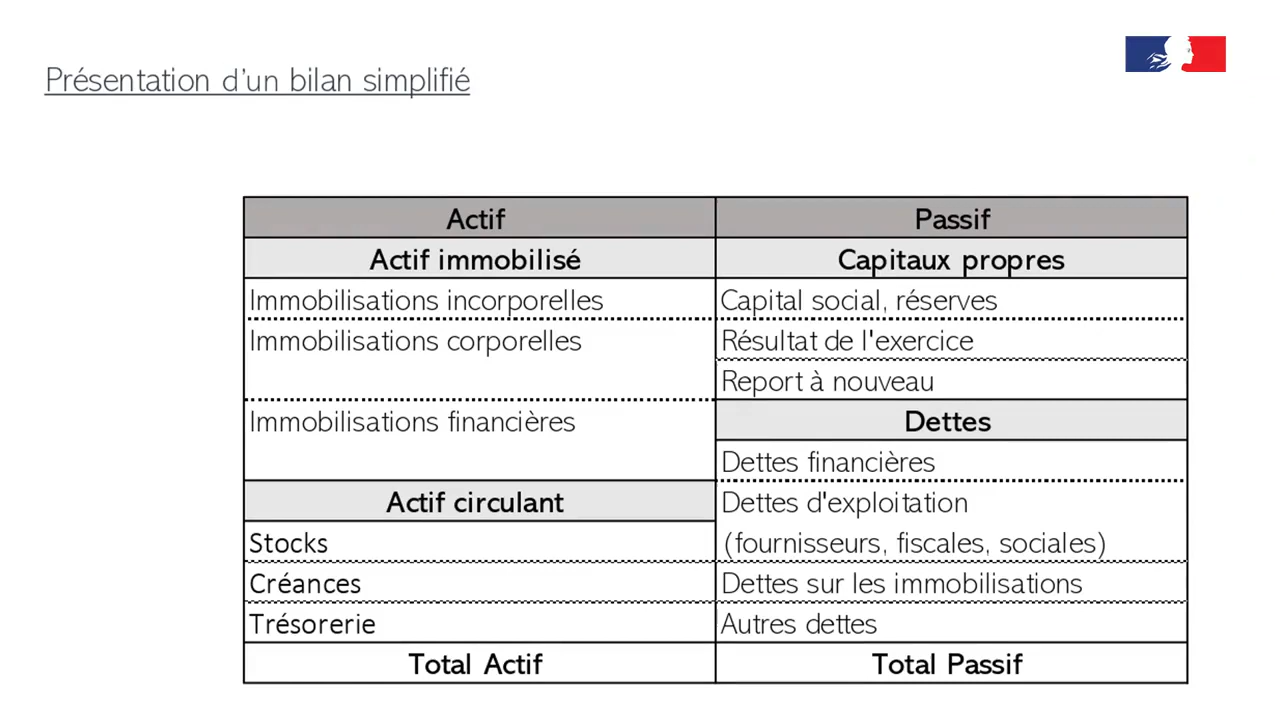 Présentation d’un bilan simplifié
Actif
Passif
Actif immobilisé
Capitaux propres
Immobilisations incorporelles
Capital social, réserves
Immobilisations corporelles
Résultat de l'exercice
Report à nouveau
Immobilisations financières
Dettes
Dettes financières
Actif circulant
Dettes d'exploitation
Stocks
(fournisseurs, fiscales, sociales)
Créances
Dettes sur les immobilisations
Trésorerie
Autres dettes
Total Actif
Total Passif